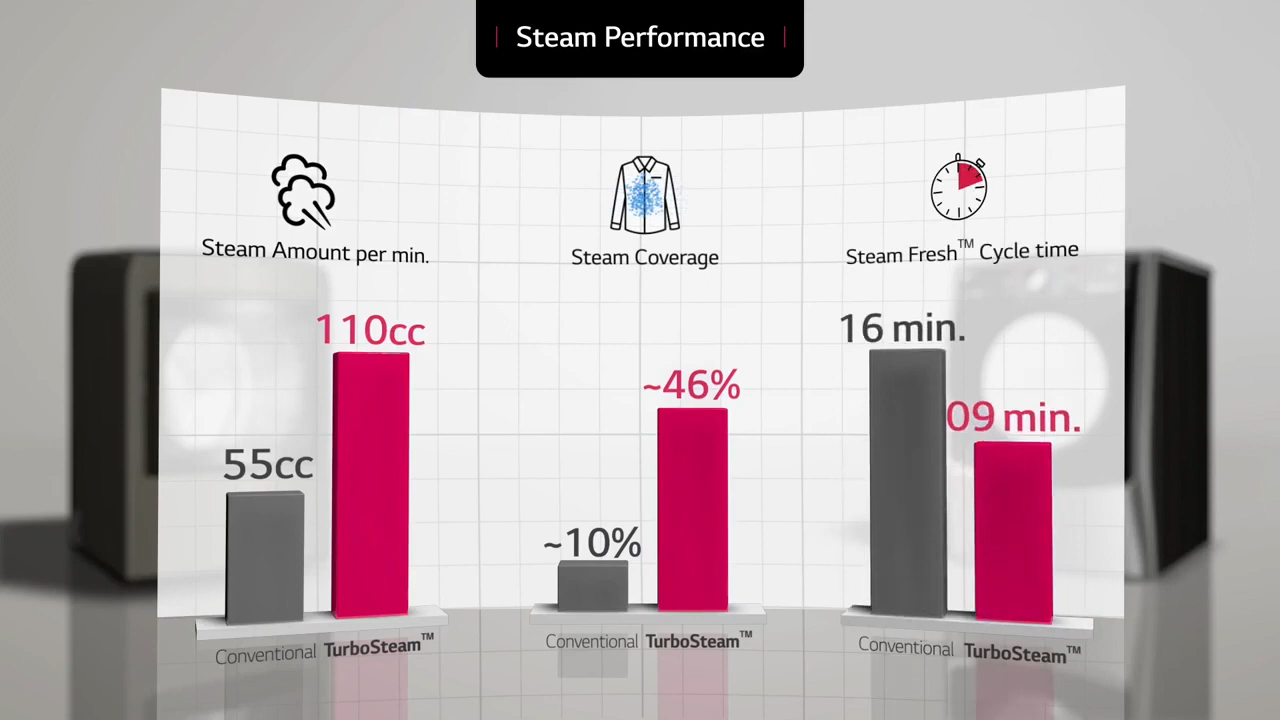 Steam Performance
Steam Amount per min.
110cc
55cc
Conventional TurboSteam™
Steam Coverage
~46%
~10%
Conventional TurboSteam™
Steam Fresh™ Cycle time
16 min.
09 min.
Conventional TurboSteam™